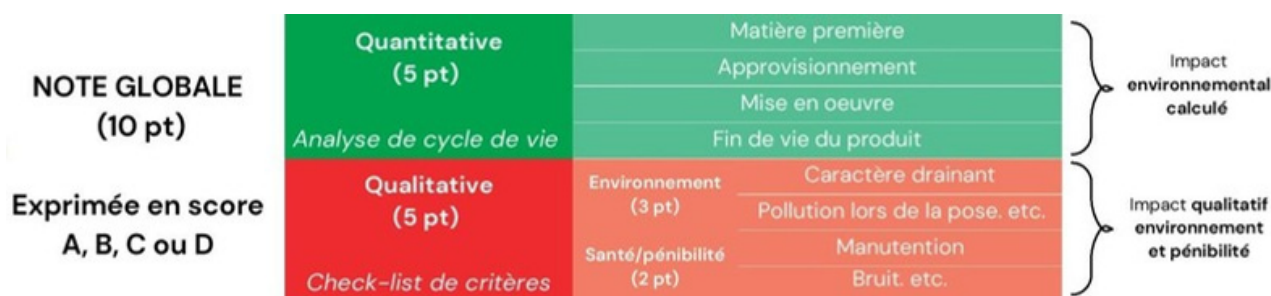 NOTE GLOBALE
(10 pt)
Exprimée en score
A, B, C ou D
Quantitative
(5 pt)
Analyse de cycle de vie
Matière première
Approvisionnement
Mise en oeuvre
Fin de vie du produit
Impact
environnemental
calculé
Qualitative
(5 pt)
Check-list de critères
Environnement
(3 pt)
Caractère drainant
Pollution lors de la pose. etc.
Santé/pénibilité
(2 pt)
Manutention
Bruit. etc.
Impact qualitatif
environnement
et pénibilité